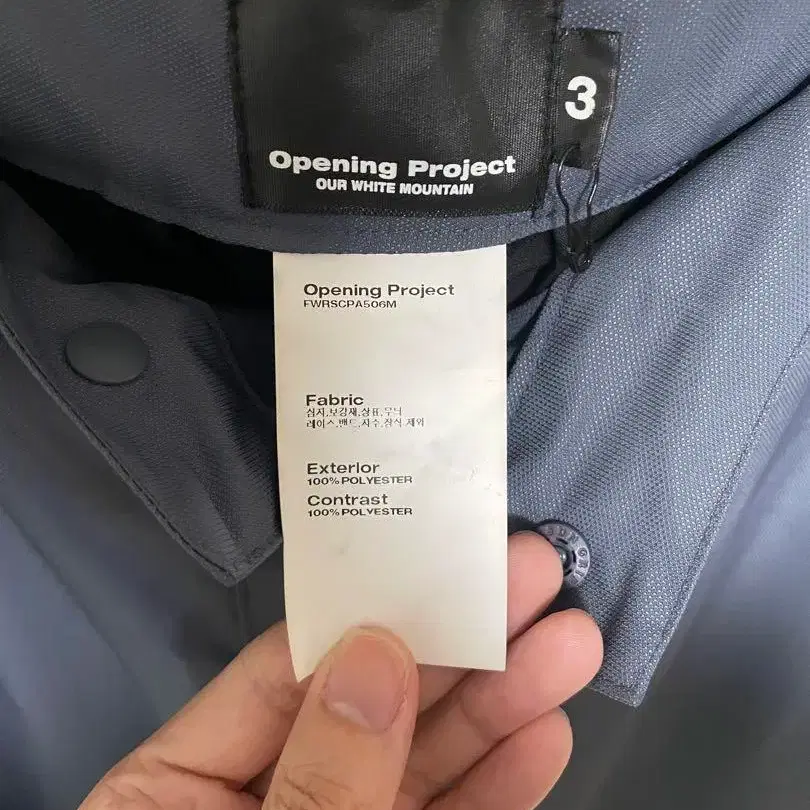 3
Opening Project
OUR WHITE MOUNTAIN
Opening Project
FWRSCPA506M
Fabric
심지,보강재,상표,무늬
레이스,밴드,자수,장식 제외
Exterior
100% POLYESTER
Contrast
100% POLYESTER